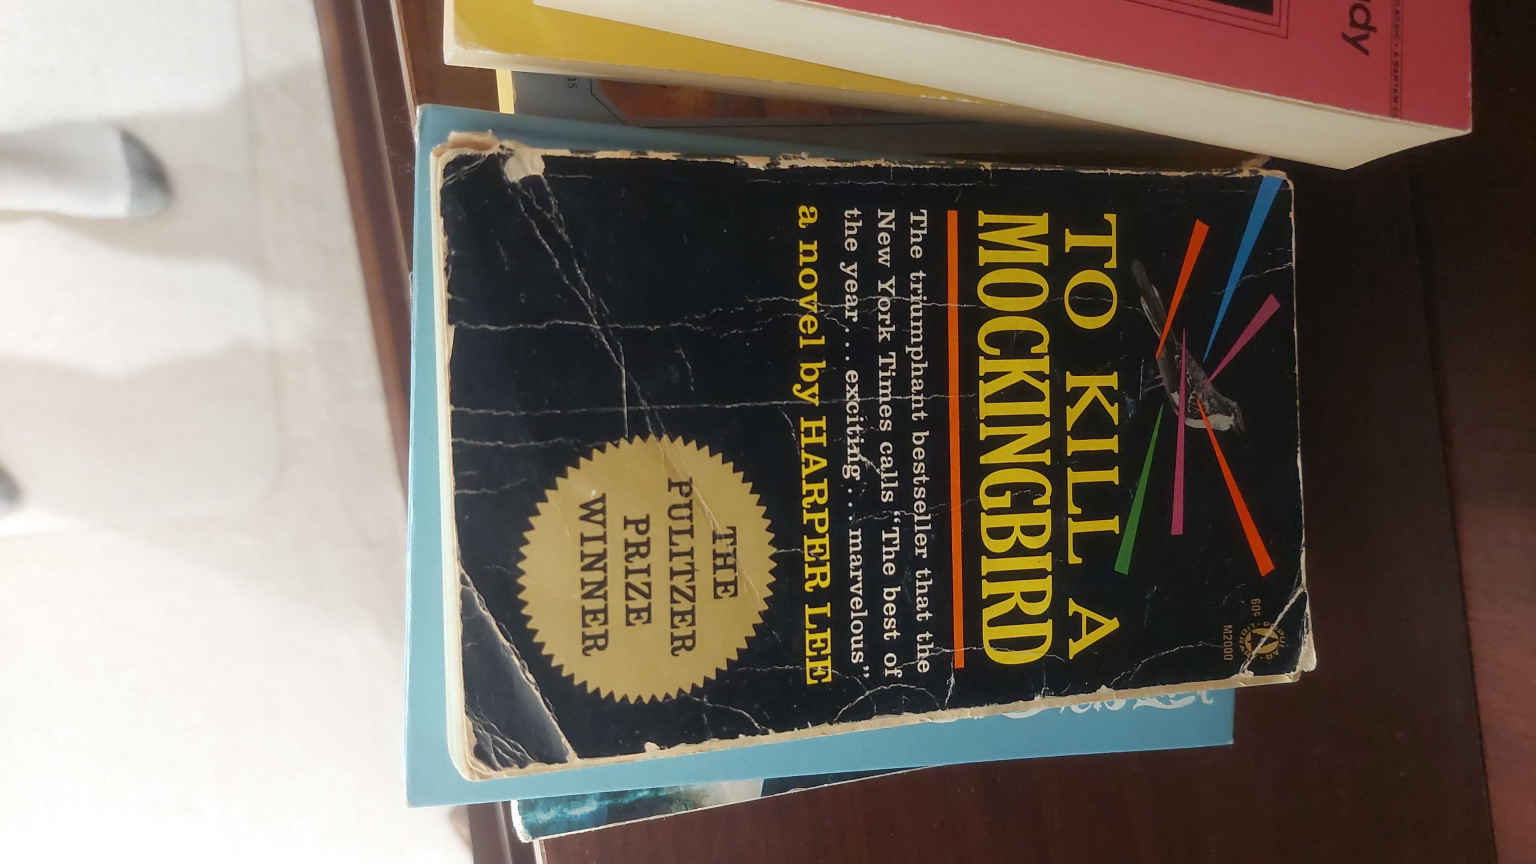 60c
M2000
TO KILL A
MOCKINGBIRD
The triumphant bestseller that the
New York Times calls “The best of
the year... exciting... marvelous”
a novel by HARPER LEE
THE
PULITZER
PRIZE
WINNER